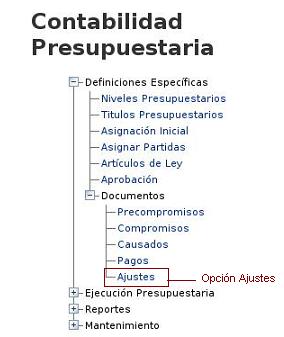 Contabilidad
Presupuestaria
Definiciones Específicas
Niveles Presupuestarios
Titulos Presupuestarios
Asignación Inicial
Asignar Partidas
Artículos de Ley
Aprobación
Documentos
Precompromisos
Compromisos
Causados
Pagos
Ajustes
Opción Ajustes
Ejecución Presupuestaria
Reportes
Mantenimiento